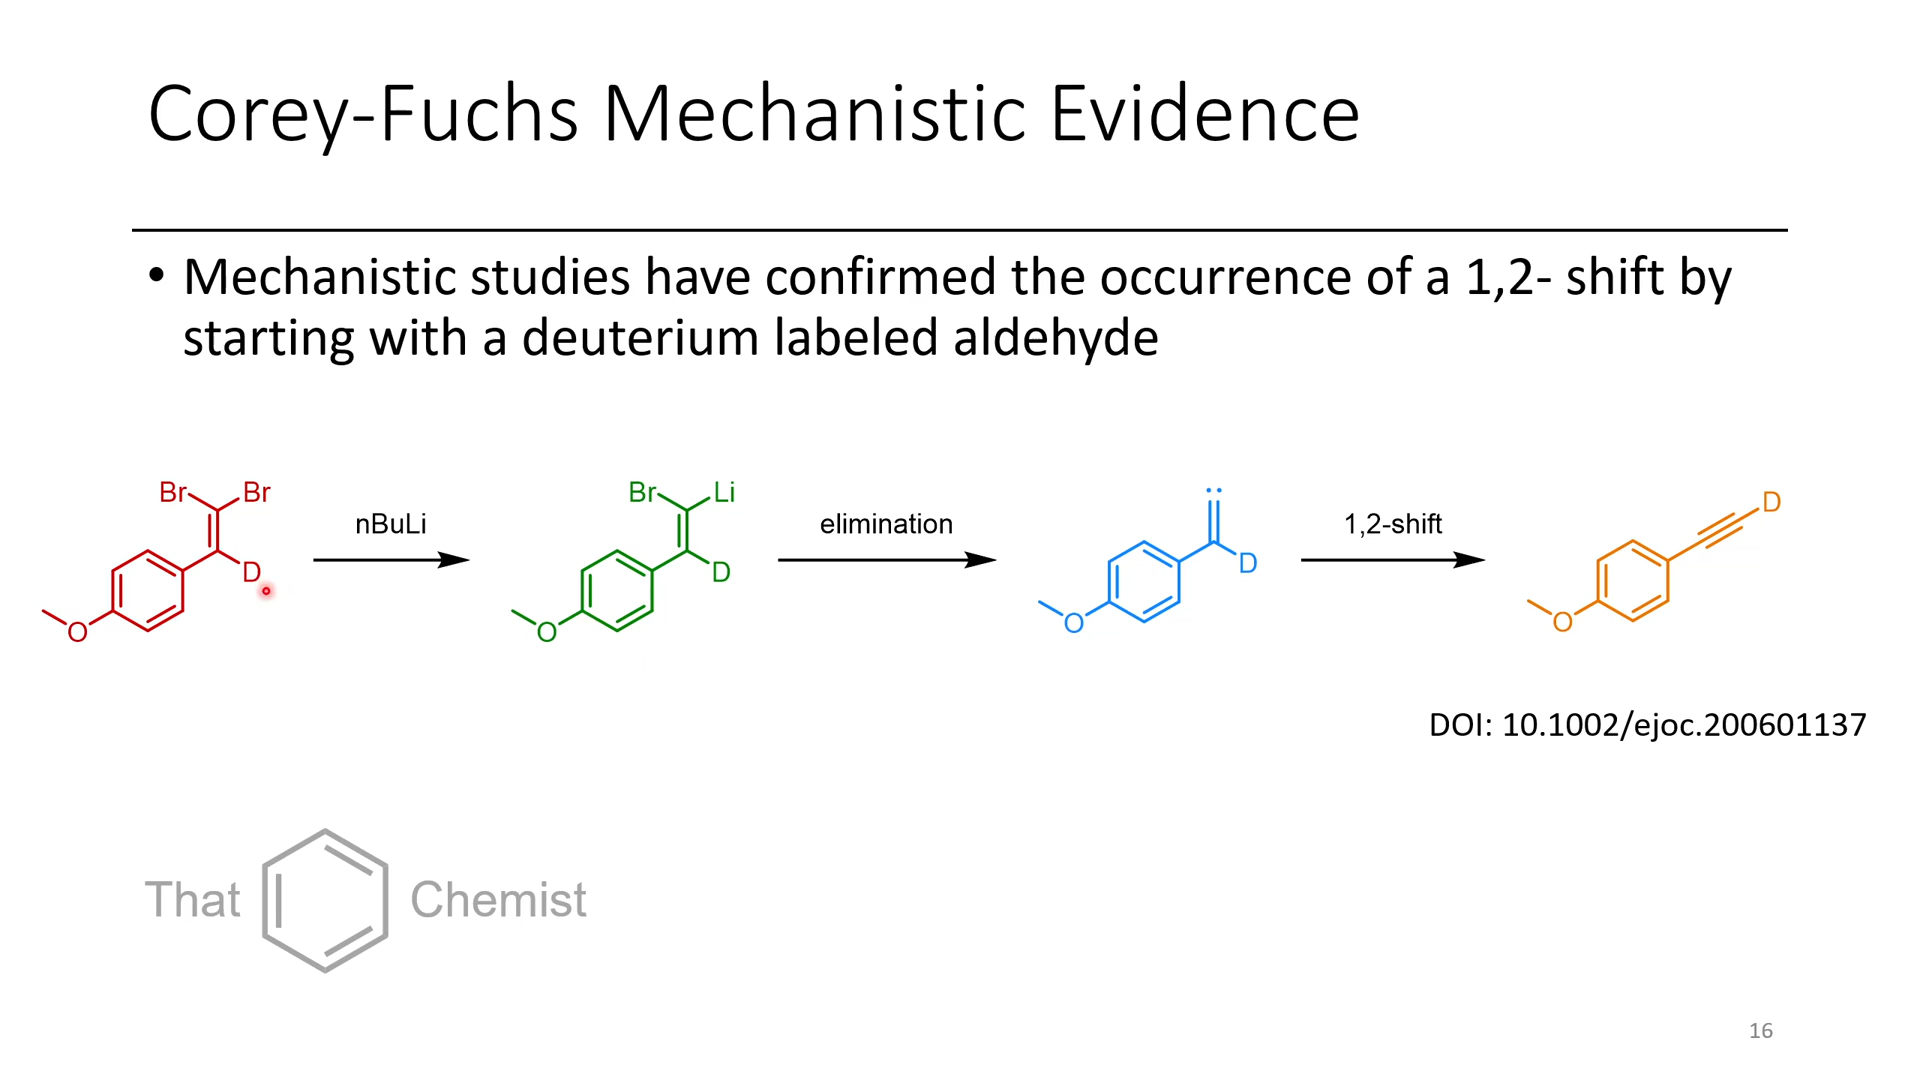 Corey-Fuchs Mechanistic Evidence
• Mechanistic studies have confirmed the occurrence of a 1,2- shift by
starting with a deuterium labeled aldehyde
Br Br
D
O
nBuLi
Br Li
D
O
elimination
..
D
O
1,2-shift
D
O
DOI: 10.1002/ejoc.200601137
That Chemist
16